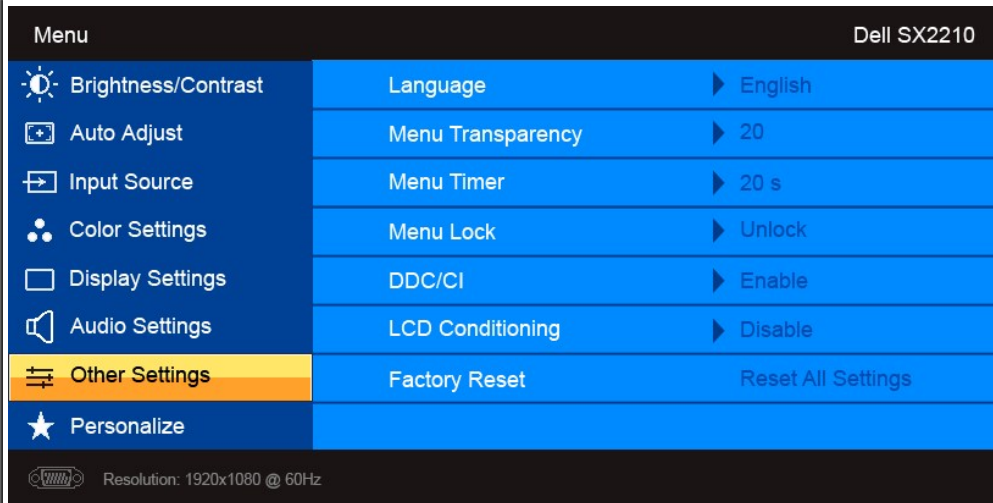 Menu Dell SX2210
Brightness/Contrast Language English
Auto Adjust Menu Transparency 20
Input Source Menu Timer 20 s
Color Settings Menu Lock Unlock
Display Settings DDC/CI Enable
Audio Settings LCD Conditioning Disable
Other Settings Factory Reset Reset All Settings
Personalize
Resolution: 1920x1080 @ 60Hz